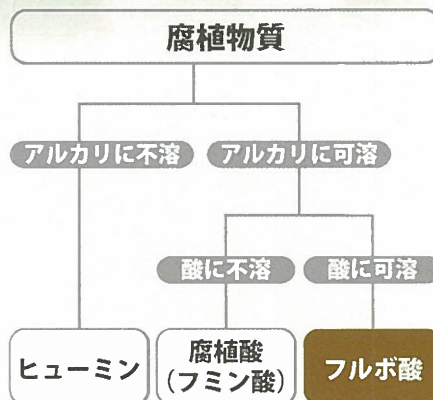 腐植物質
アルカリに不溶
アルカリに可溶
酸に不溶
酸に可溶
ヒューミン
腐植酸
(フミン酸)
フルボ酸